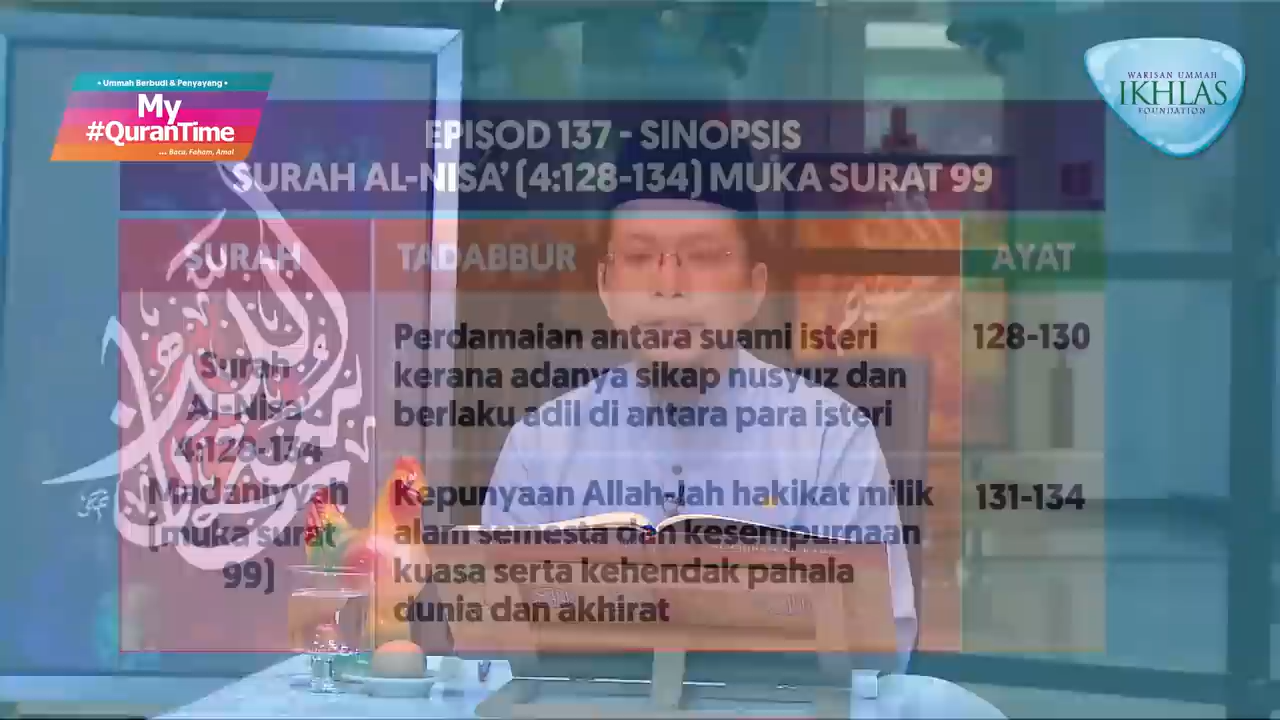 • Ummah Berbudi & Penyayang •
My
#QuranTime
... Baca, Faham, Amal
WARISAN UMMAH
IKHLAS
FOUNDATION
EPISOD 137 - SINOPSIS
SURAH AL-NISA' (4:128-134) MUKA SURAT 99
SURAH
TADABBUR
AYAT
Surah
Al-Nisa'
4:128-134
Madaniyyah
(muka surat
99)
Perdamaian antara suami isteri
kerana adanya sikap nusyuz dan
berlaku adil di antara para isteri
128-130
Kepunyaan Allah-lah hakikat milik
alam semesta dan kesempurnaan
kuasa serta kehendak pahala
dunia dan akhirat
131-134